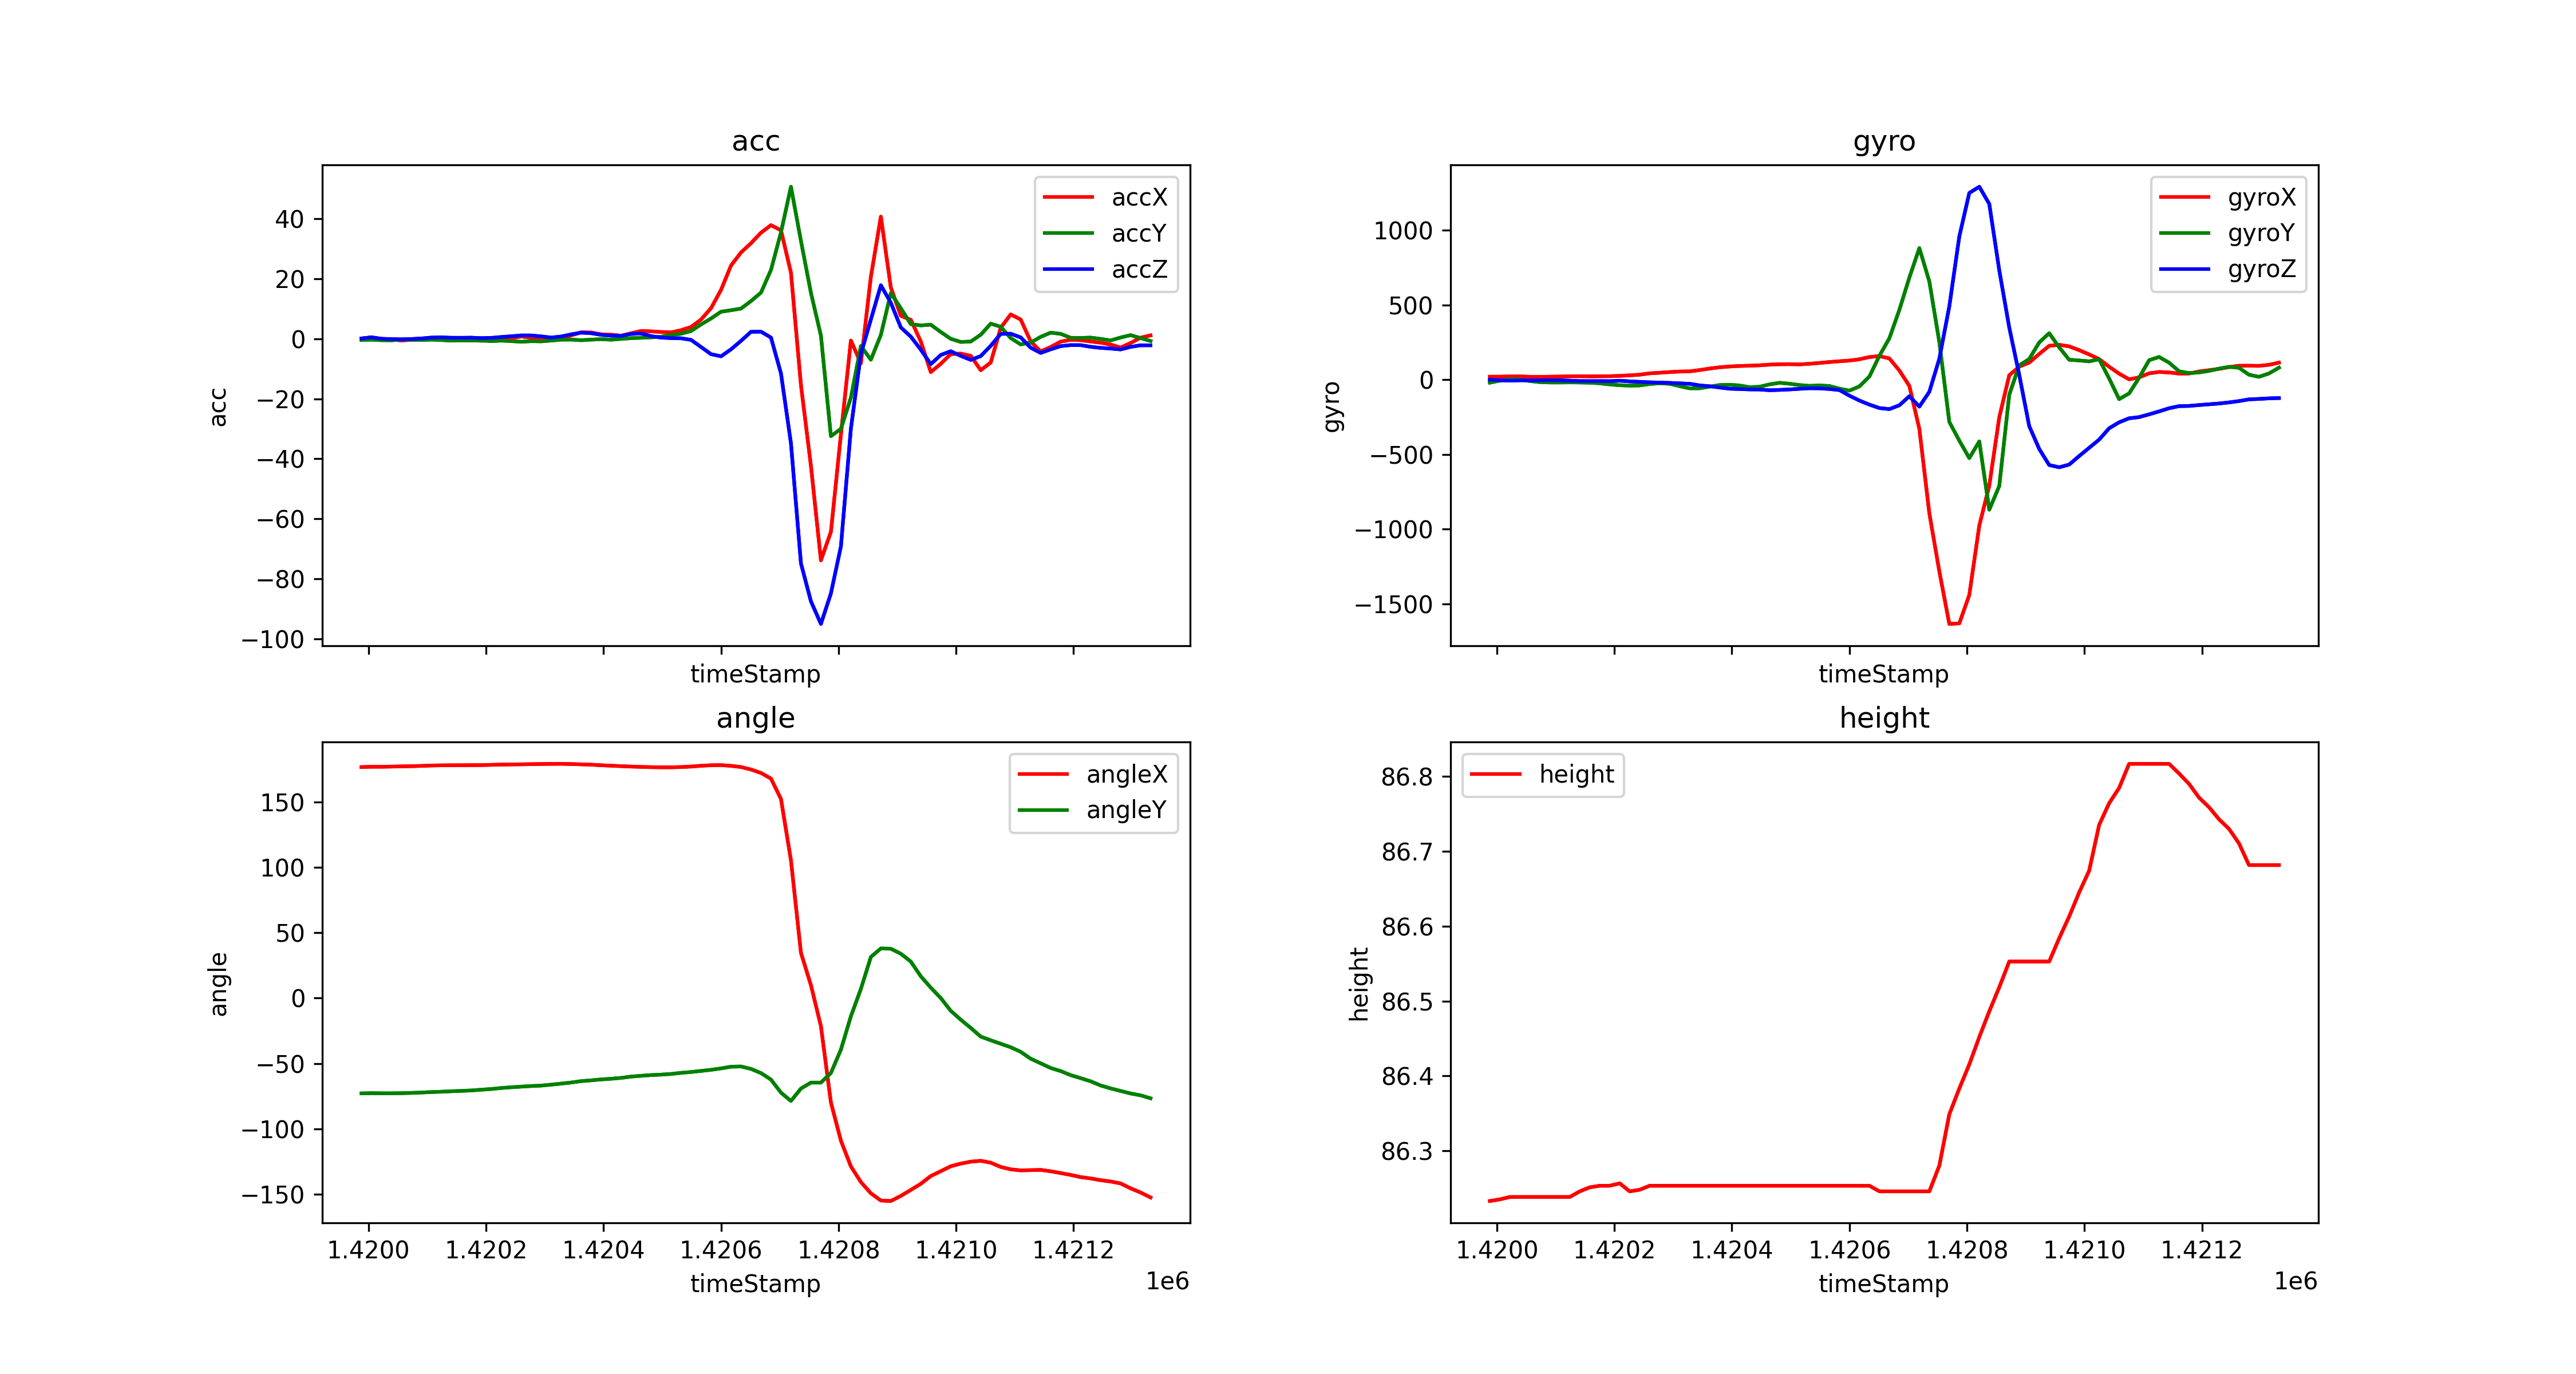 acc
acc
40
20
0
−20
−40
−60
−80
−100
accX
accY
accZ
timeStamp
gyro
gyro
1000
500
0
−500
−1000
−1500
gyroX
gyroY
gyroZ
timeStamp
angle
angle
150
100
50
0
−50
−100
−150
angleX
angleY
1.4200 1.4202 1.4204 1.4206 1.4208 1.4210 1.4212
timeStamp
1e6
height
height
86.8
86.7
86.6
86.5
86.4
86.3
height
1.4200 1.4202 1.4204 1.4206 1.4208 1.4210 1.4212
timeStamp
1e6